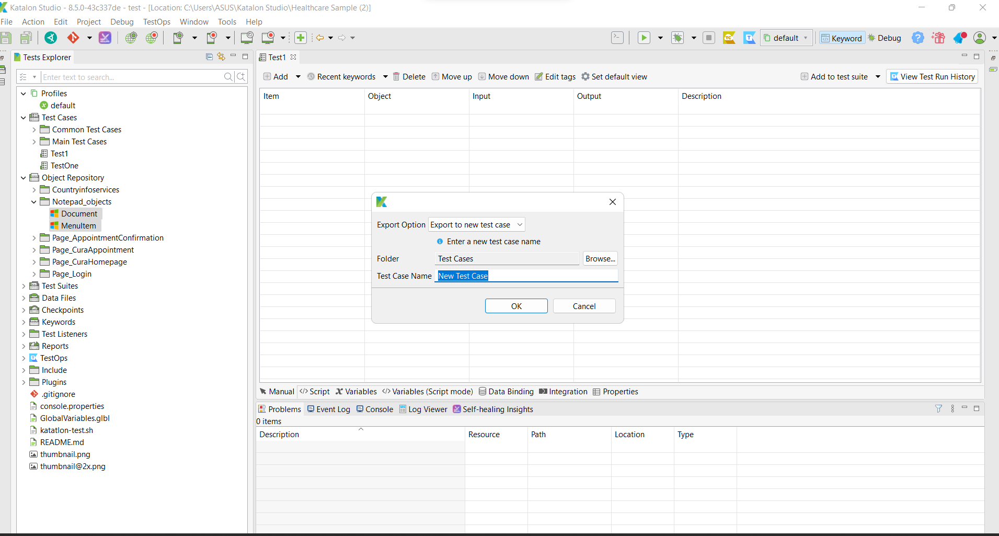 Katalon Studio - 8.5.0-43c337de - test - [Location: C:\Users\ASUS\Katalon Studio\Healthcare Sample (2)]
File Action Edit Project Debug TestOps Window Tools Help
default Keyword Debug
Tests Explorer
Enter text to search...
Profiles
default
Test Cases
Common Test Cases
Main Test Cases
Test1
TestOne
Object Repository
Countryinfoservices
Notepad_objects
Document
MenuItem
Page_AppointmentConfirmation
Page_CuraAppointment
Page_CuraHomepage
Page_Login
Test Suites
Data Files
Checkpoints
Keywords
Test Listeners
Reports
TestOps
Include
Plugins
.gitignore
console.properties
GlobalVariables.glbl
katatlon-test.sh
README.md
thumbnail.png
thumbnail@2x.png
Test1
Add Recent keywords Delete Move up Move down Edit tags Set default view Add to test suite View Test Run History
Item Object Input Output Description
Export Option Export to new test case
Enter a new test case name
Folder Test Cases Browse...
Test Case Name New Test Case
OK Cancel
Manual </> Script Variables </> Variables (Script mode) Data Binding Integration Properties
Problems Event Log Console Log Viewer Self-healing Insights
0 items
Description Resource Path Location Type